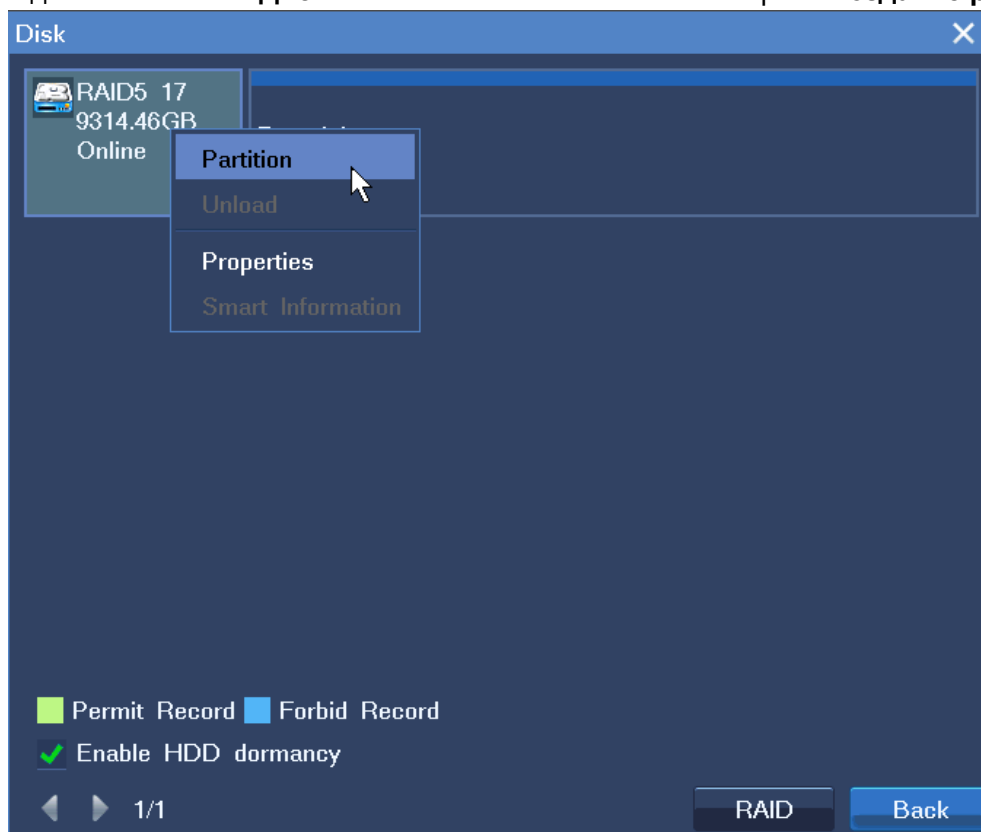 Disk
RAID5 17
9314.46GB
Online
Partition
Unload
Properties
Smart Information
Permit Record Forbid Record
Enable HDD dormancy
1/1
RAID Back